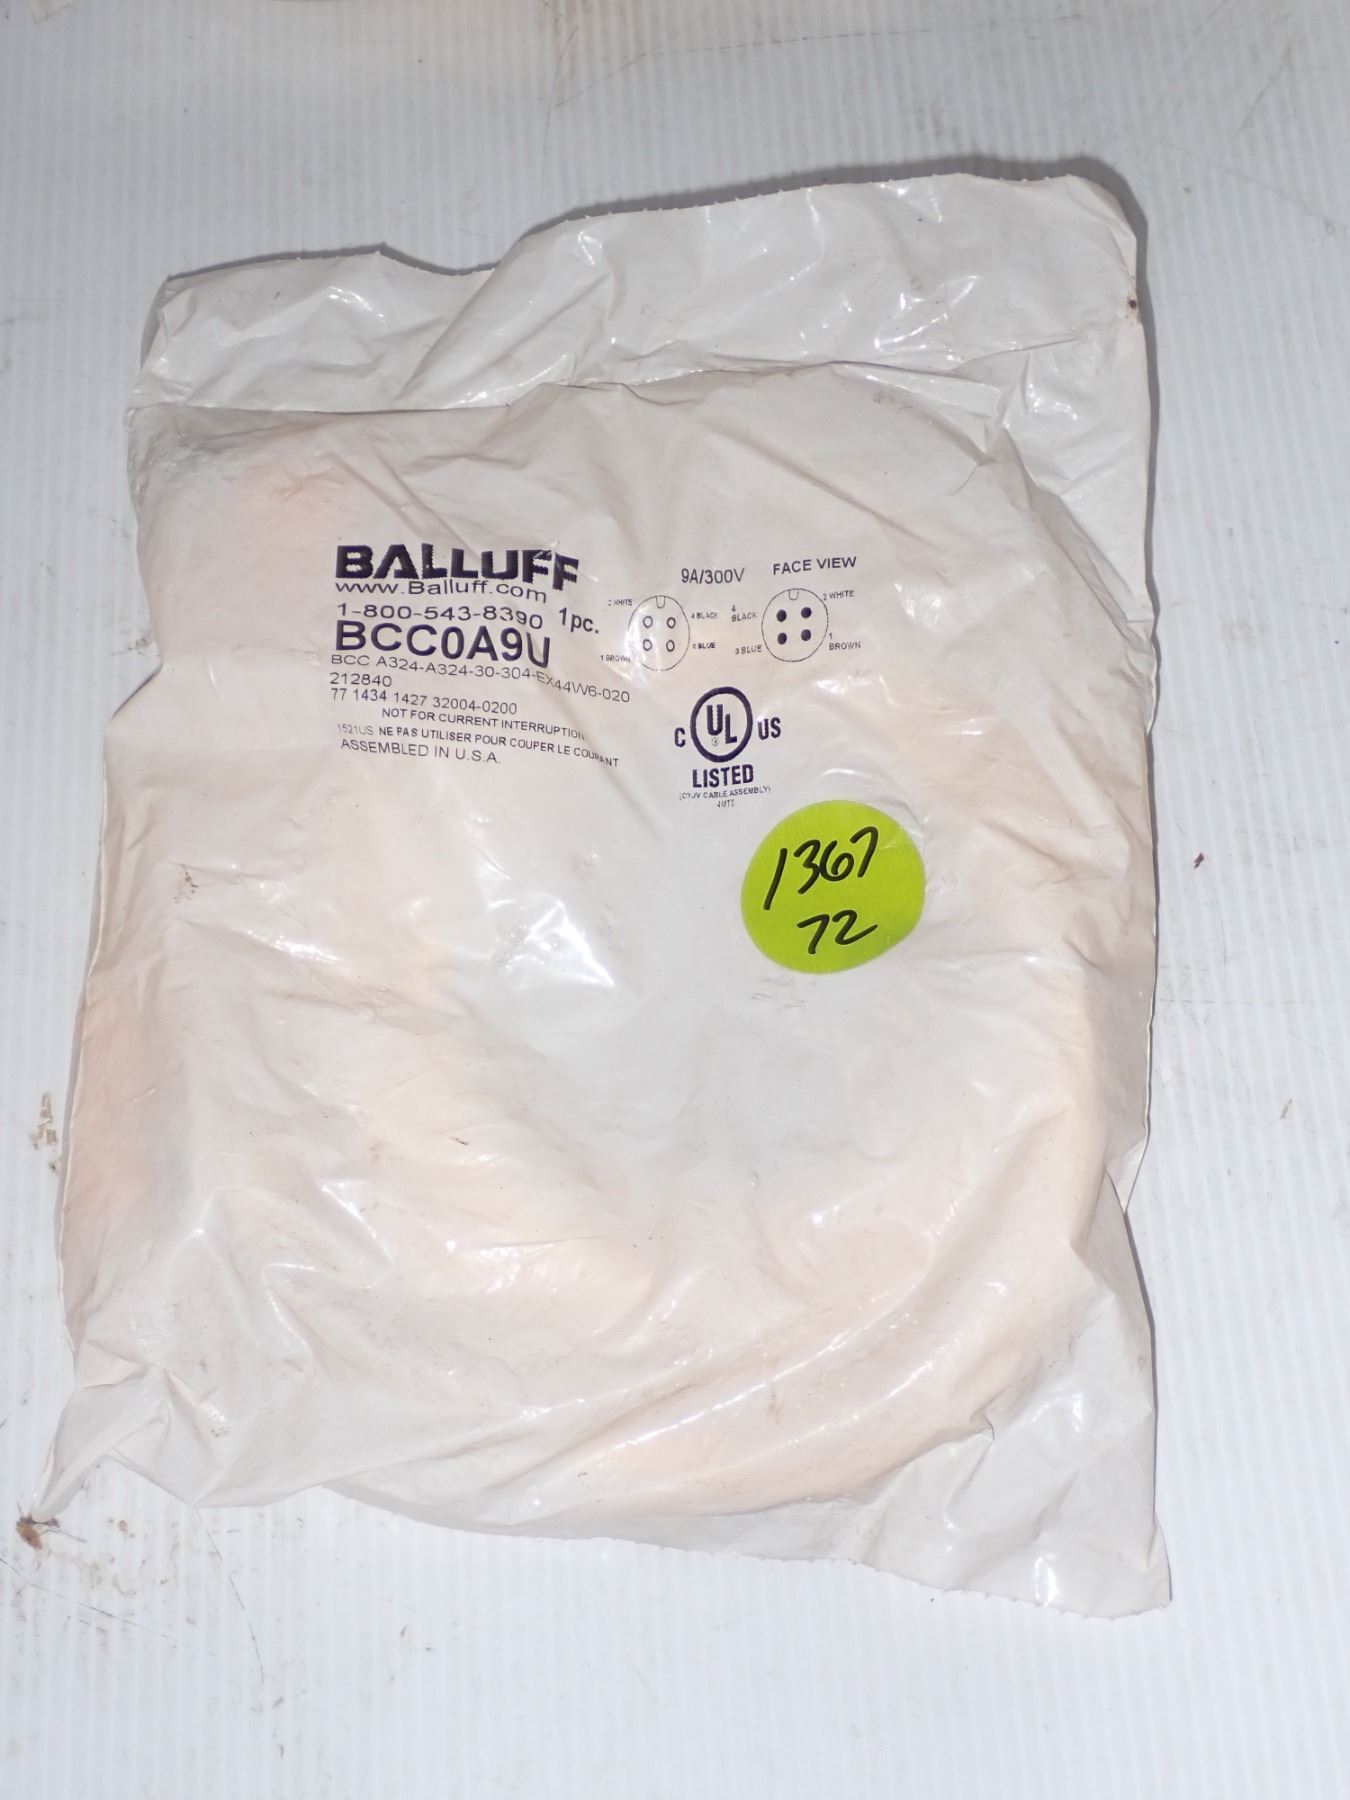 BALLUFF
www.Balluff.com
1-800-543-8390 1pc.
BCC0A9U
BCC A324-A324-30-304-EX44W6-020
212840
77 1434 1427 32004-0200
NOT FOR CURRENT INTERRUPTION
1521US NE PAS UTILISER POUR COUPER LE COURANT
ASSEMBLED IN U.S.A.
9A/300V FACE VIEW
2 WHITE
4 BLACK
1 BROWN
3 BLUE
4 BLACK
2 WHITE
3 BLUE
1 BROWN
C UL US
LISTED
(CYJV CABLE ASSEMBLY)
1367
72